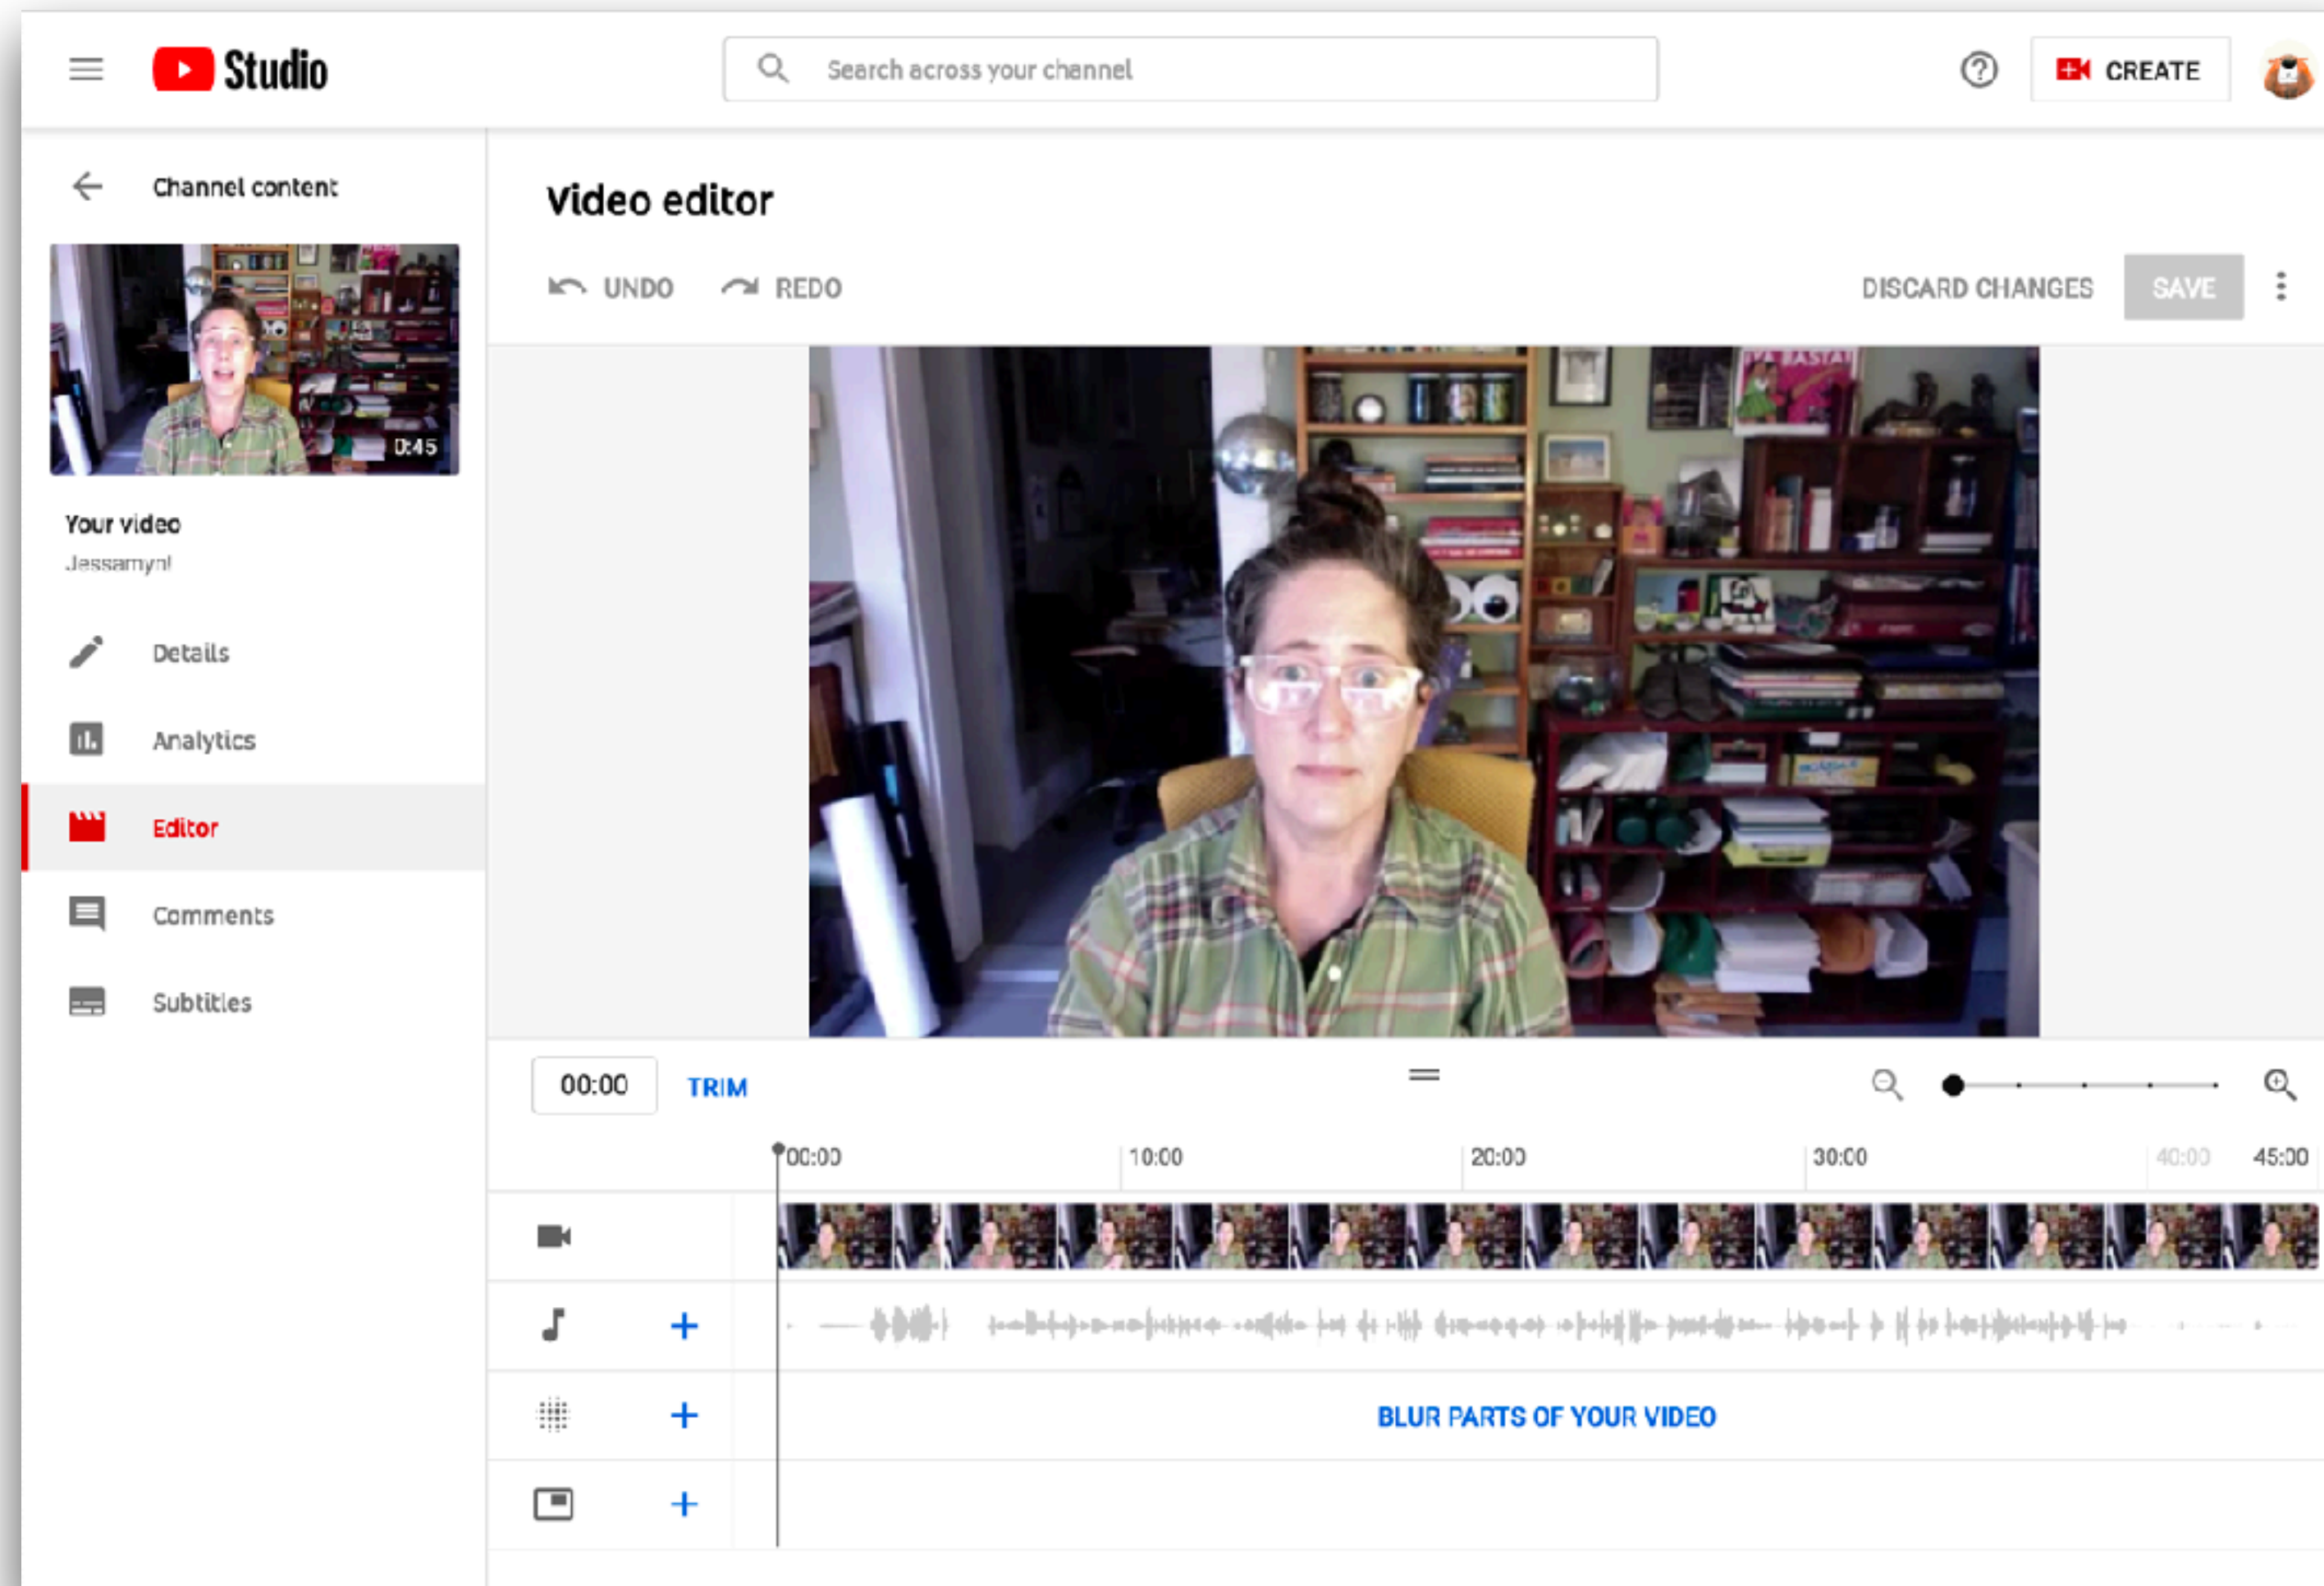 Studio
Search across your channel
CREATE
Channel content
0:45
Your video
Jessamyn!
Details
Analytics
Editor
Comments
Subtitles
Video editor
UNDO
REDO
DISCARD CHANGES
SAVE
YA BASTA!
00:00
TRIM
00:00
10:00
20:00
30:00
40:00
45:00
BLUR PARTS OF YOUR VIDEO